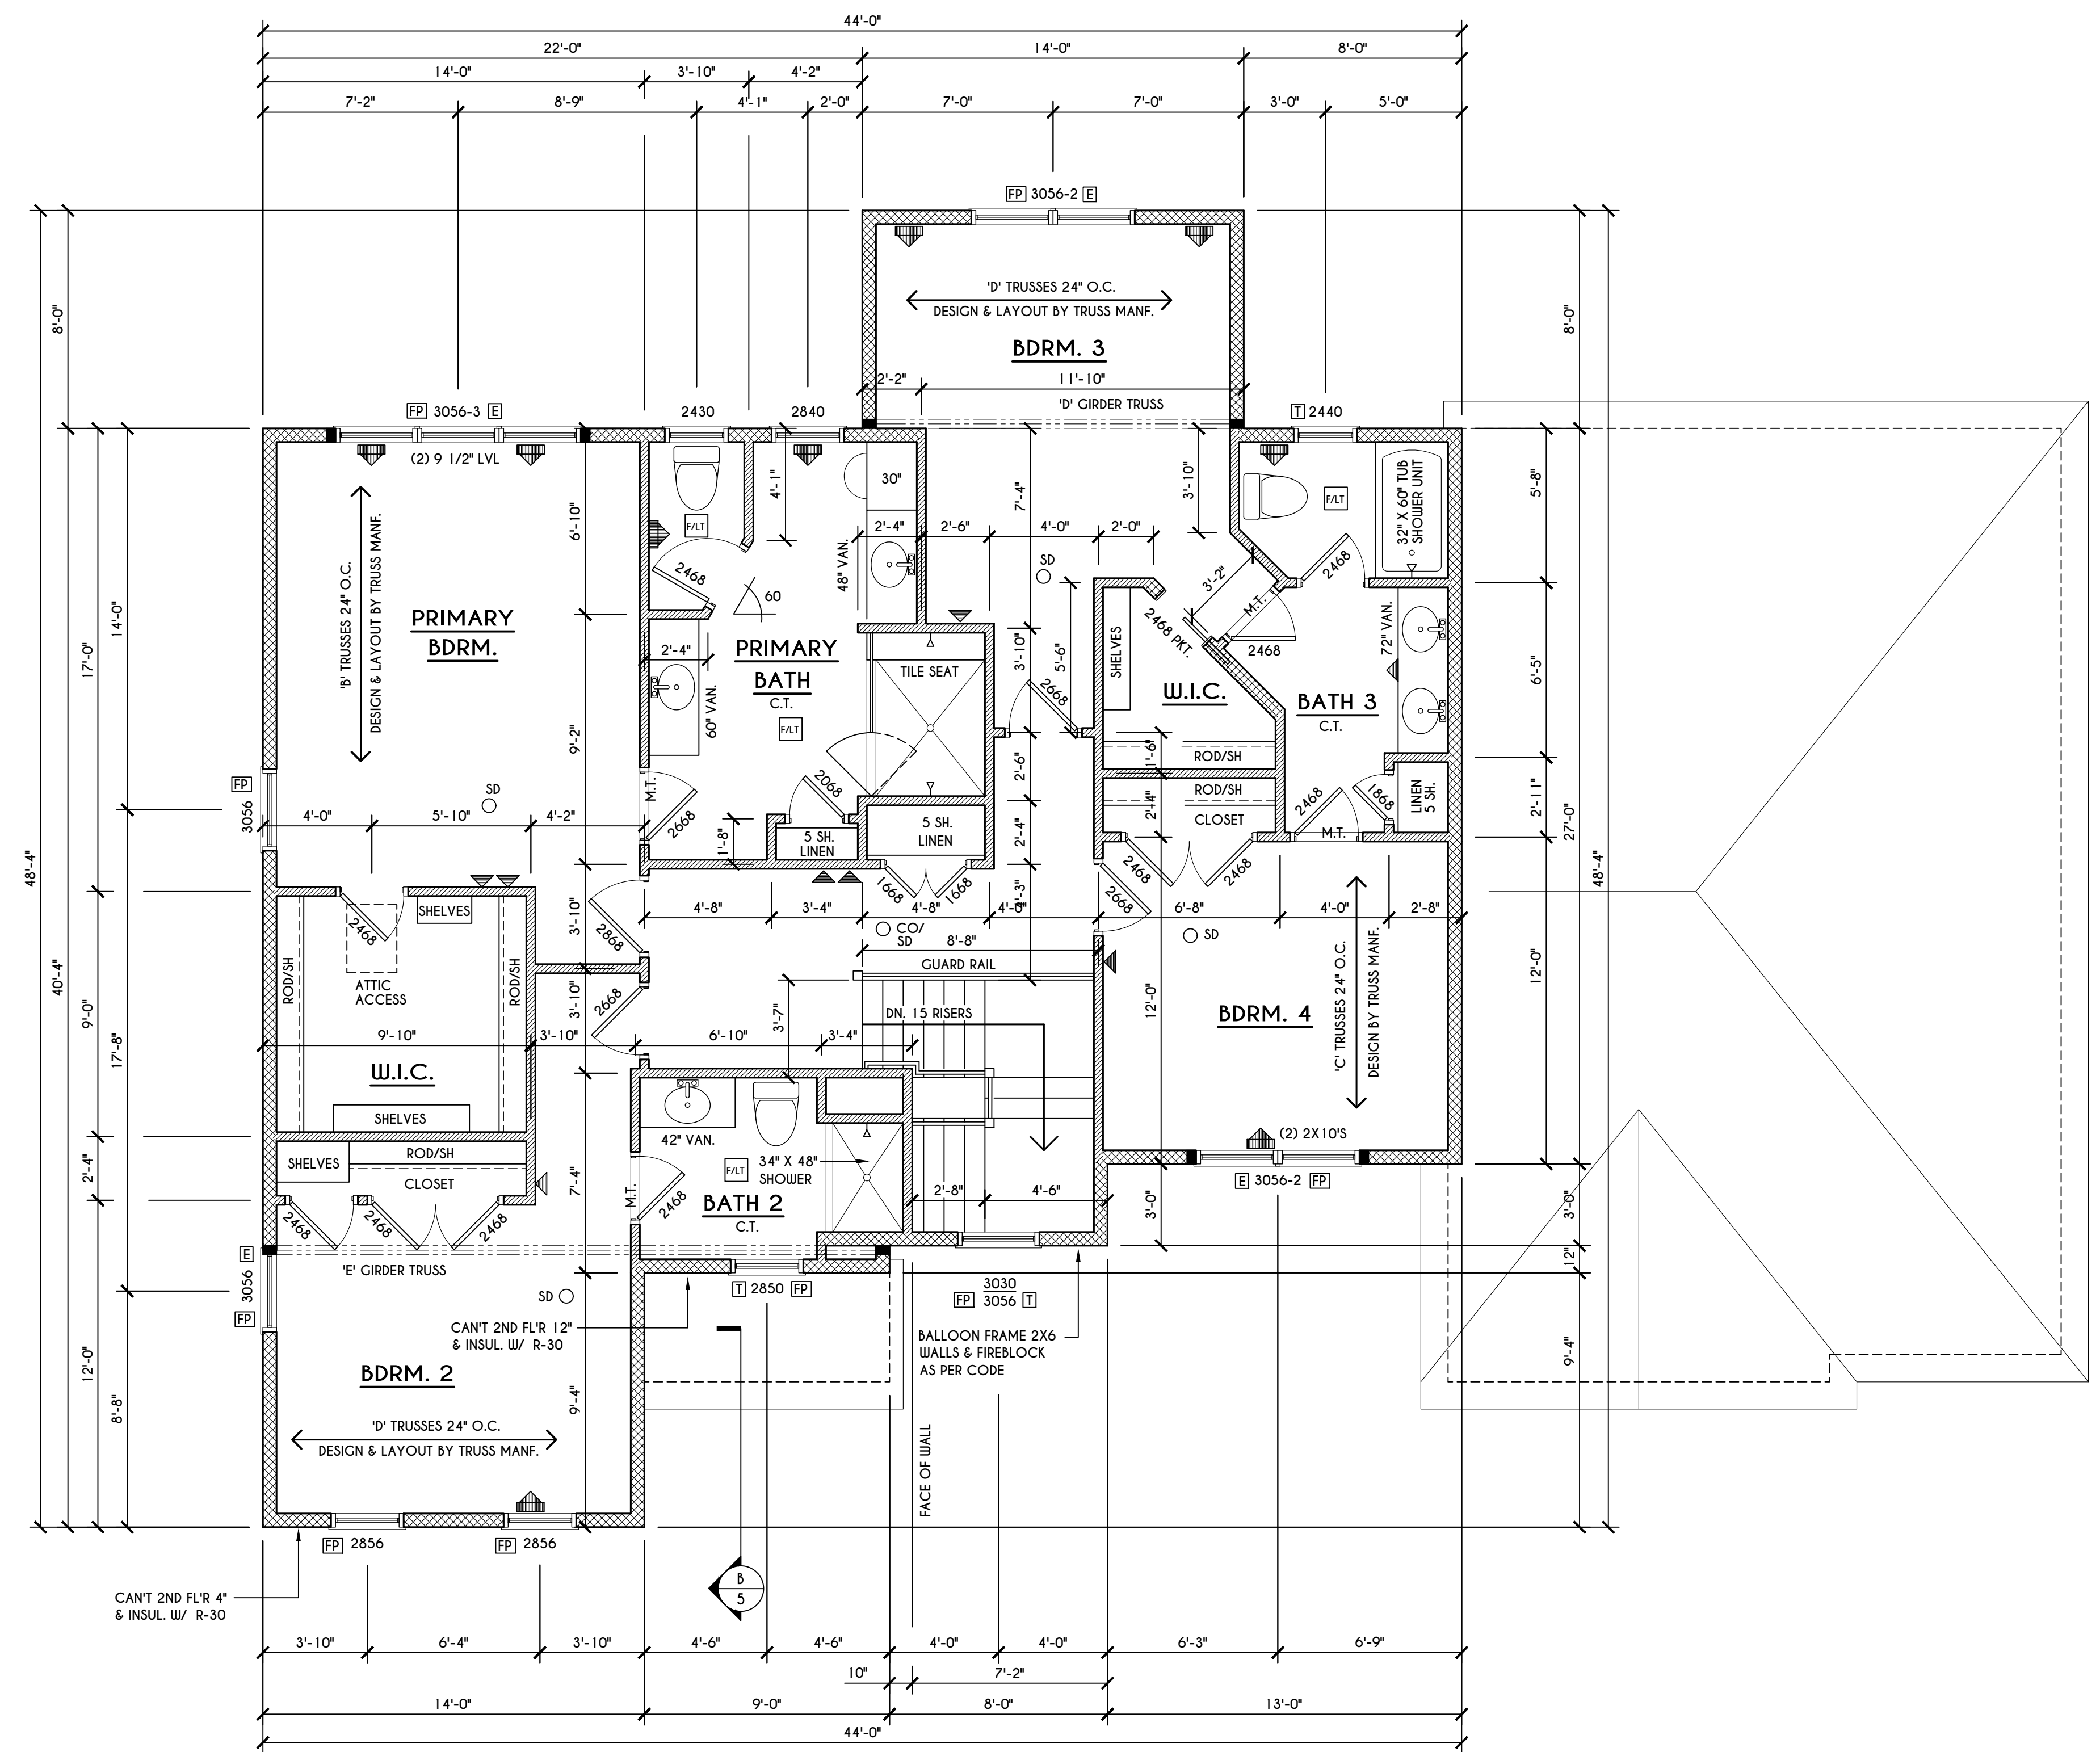 44'-0"
22'-0" 14'-0" 8'-0"
14'-0" 3'-10" 4'-2"
7'-2" 8'-9" 4'-1" 2'-0" 7'-0" 7'-0" 3'-0" 5'-0"
FP 3056-2 E
'D' TRUSSES 24" O.C.
DESIGN & LAYOUT BY TRUSS MANF.
BDRM. 3
2'-2" 11'-10"
'D' GIRDER TRUSS
8'-0"
8'-0"
FP 3056-3 E
2430
2840
T 2440
(2) 9 1/2" LVL
'B' TRUSSES 24" O.C.
DESIGN & LAYOUT BY TRUSS MANF.
PRIMARY
BDRM.
6'-10"
9'-2"
F/LT
2468
60
4'-1"
30"
48" VAN.
2'-4" 2'-6" 4'-0" 2'-0"
7'-4"
3'-10"
SD
F/LT
32" X 60" TUB
SHOWER UNIT
2468
5'-8"
3'-2"
M.T.
2468 PKT.
2468
72" VAN.
2'-4"
60" VAN.
PRIMARY
BATH
C.T.
F/LT
TILE SEAT
3'-10"
5'-6"
2668
SHELVES
W.I.C.
BATH 3
C.T.
6'-5"
ROD/SH
1'-6"
ROD/SH
CLOSET
2'-4"
2'-6"
2'-4"
LINEN
5 SH.
1868
2468
M.T.
2'-11"
27'-0"
48'-4"
48'-4"
40'-4"
17'-0"
14'-0"
FP
3056
SD
4'-0" 5'-10" 4'-2"
M.T.
2668
2068
1'-8"
5 SH.
LINEN
5 SH.
LINEN
1668
1668
2468
2468
2668
2468
SHELVES
ATTIC
ACCESS
ROD/SH
ROD/SH
9'-10" 3'-10" 6'-10" 3'-4"
W.I.C.
SHELVES
3'-10"
3'-10"
2868
2668
4'-8" 3'-4" 4'-8" 4'-0" 6'-8" 4'-0" 2'-8"
CO/
SD
8'-8"
GUARD RAIL
DN. 15 RISERS
3'-7"
SD
BDRM. 4
12'-0"
'C' TRUSSES 24" O.C.
DESIGN BY TRUSS MANF.
12'-0"
(2) 2X10'S
E 3056-2 FP
9'-0"
17'-8"
2'-4"
SHELVES
ROD/SH
CLOSET
2468
2468
2468
7'-4"
42" VAN.
F/LT
34" X 48"
SHOWER
BATH 2
C.T.
M.T.
2468
2'-8" 4'-6"
3'-0"
3'-0"
12"
E
3056
FP
'E' GIRDER TRUSS
SD
T 2850 FP
3030
FP 3056 T
CAN'T 2ND FL'R 12"
& INSUL. W/ R-30
BALLOON FRAME 2X6
WALLS & FIREBLOCK
AS PER CODE
BDRM. 2
12'-0"
8'-8"
9'-4"
9'-4"
'D' TRUSSES 24" O.C.
DESIGN & LAYOUT BY TRUSS MANF.
FACE OF WALL
FP 2856
FP 2856
CAN'T 2ND FL'R 4"
& INSUL. W/ R-30
B
5
3'-10" 6'-4" 3'-10" 4'-6" 4'-6" 4'-0" 4'-0" 6'-3" 6'-9"
10" 7'-2"
14'-0" 9'-0" 8'-0" 13'-0"
44'-0"